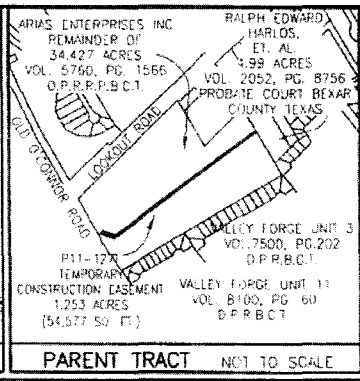 ARIAS ENTERPRISES INC
REMAINDER OF
34.427 ACRES
VOL. 5760, PG. 1566
O.P.R.R.P.B.C.T.
RALPH EDWARD
HARLOS,
ET. AL.
4.99 ACRES
VOL. 2052, PG. 8756
PROBATE COURT BEXAR
COUNTY TEXAS
LOOKOUT ROAD
OLD O'CONNOR ROAD
VALLEY FORGE UNIT 3
VOL.7500, PG.202
D.P.R.B.C.T.
TEMPORARY
CONSTRUCTION EASEMENT
1.253 ACRES
(54,577 SQ. FT.)
VALLEY FORGE UNIT 11
VOL. 8100, PG. 60
D.P.R.B.C.T
PARENT TRACT NOT TO SCALE